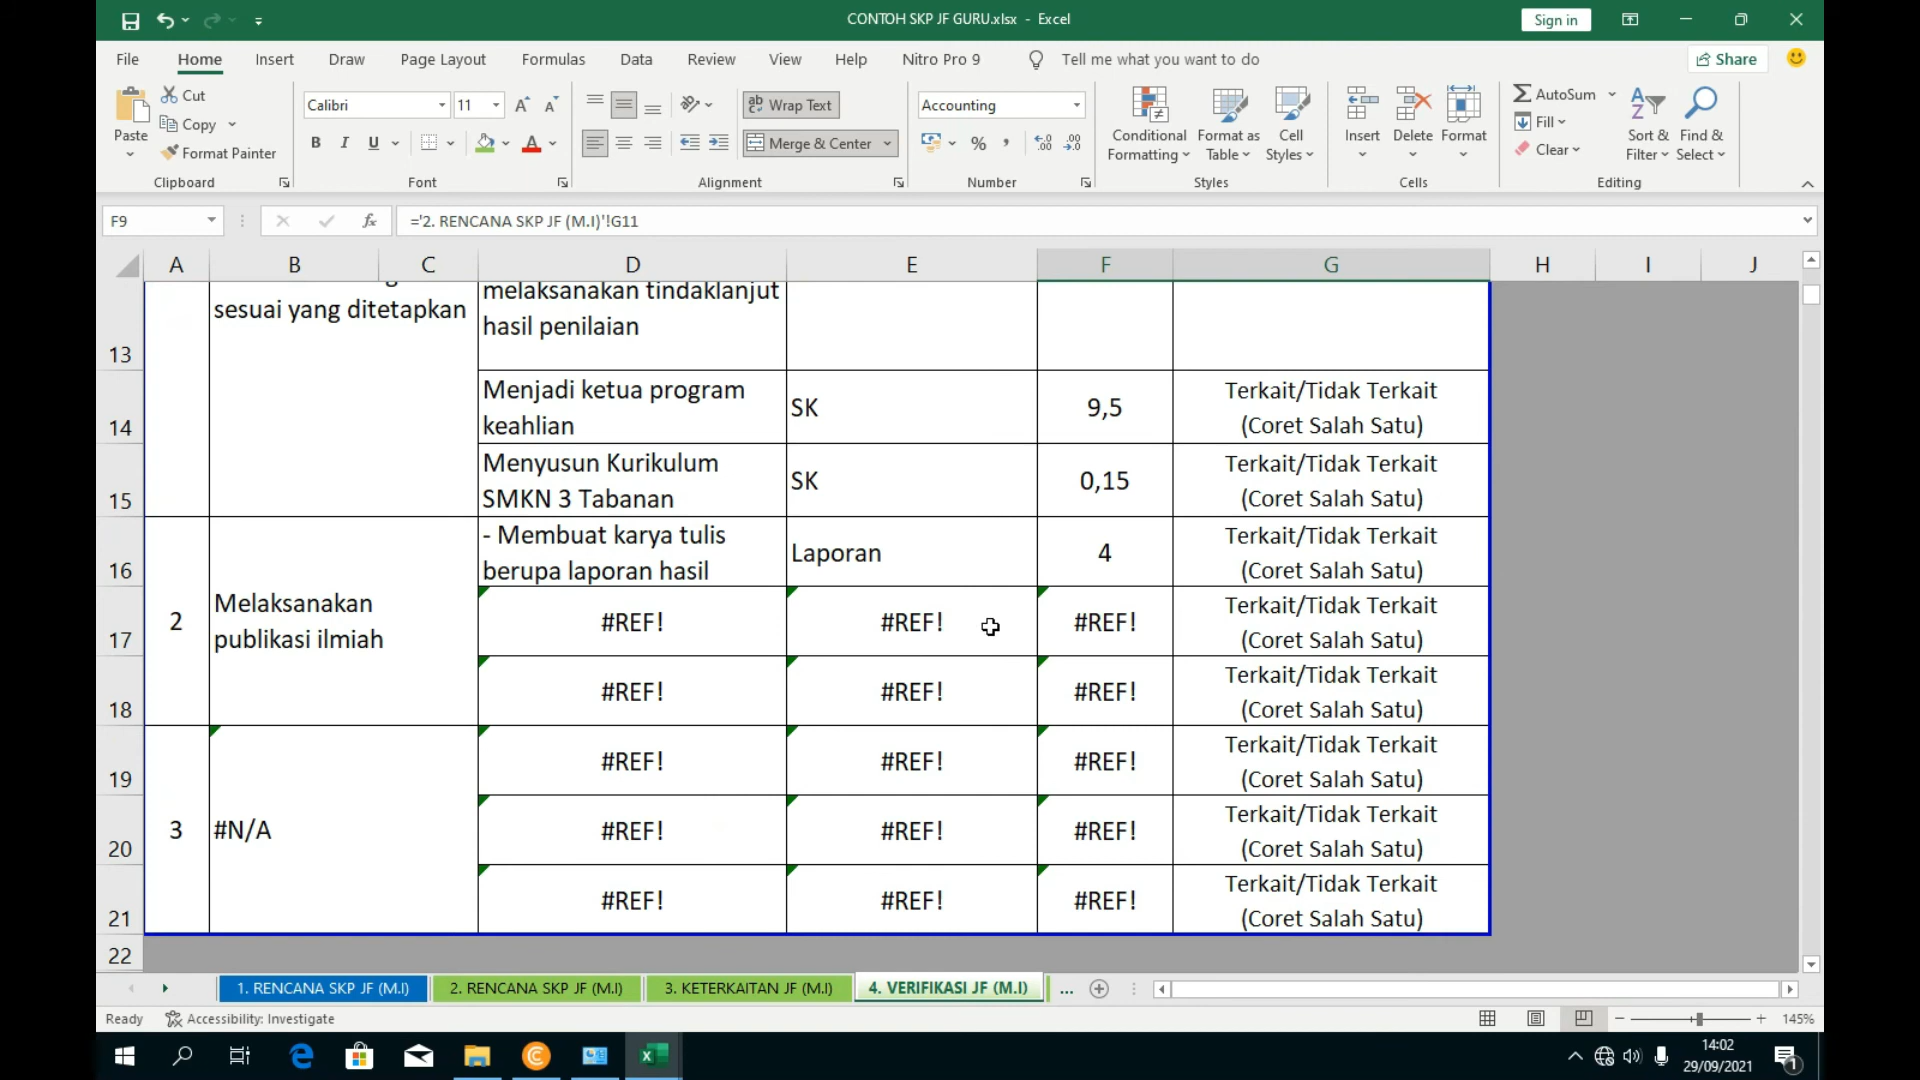 CONTOH SKP JF GURU.xlsx - Excel
Sign in
File Home Insert Draw Page Layout Formulas Data Review View Help Nitro Pro 9 Tell me what you want to do
Share
Paste
Cut
Copy
Format Painter
Clipboard
Calibri 11
B I U
Font
Wrap Text
Merge & Center
Alignment
Accounting
Number
Conditional Formatting
Format as Table
Cell Styles
Styles
Insert Delete Format
Cells
AutoSum
Fill
Clear
Sort & Filter
Find & Select
Editing
F9
fx
='2. RENCANA SKP JF (M.I)'!G11
A B C D E F G H I J
13
sesuai yang ditetapkan
melaksanakan tindaklanjut
hasil penilaian
14
Menjadi ketua program
keahlian
SK
9,5
Terkait/Tidak Terkait
(Coret Salah Satu)
15
Menyusun Kurikulum
SMKN 3 Tabanan
SK
0,15
Terkait/Tidak Terkait
(Coret Salah Satu)
16
- Membuat karya tulis
berupa laporan hasil
Laporan
4
Terkait/Tidak Terkait
(Coret Salah Satu)
2
Melaksanakan
publikasi ilmiah
17
#REF! #REF! #REF!
Terkait/Tidak Terkait
(Coret Salah Satu)
18
#REF! #REF! #REF!
Terkait/Tidak Terkait
(Coret Salah Satu)
3
#N/A
19
#REF! #REF! #REF!
Terkait/Tidak Terkait
(Coret Salah Satu)
20
#REF! #REF! #REF!
Terkait/Tidak Terkait
(Coret Salah Satu)
21
#REF! #REF! #REF!
Terkait/Tidak Terkait
(Coret Salah Satu)
22
1. RENCANA SKP JF (M.I) 2. RENCANA SKP JF (M.I) 3. KETERKAITAN JF (M.I) 4. VERIFIKASI JF (M.I) ...
Ready Accessibility: Investigate
145%
14:02
29/09/2021
1